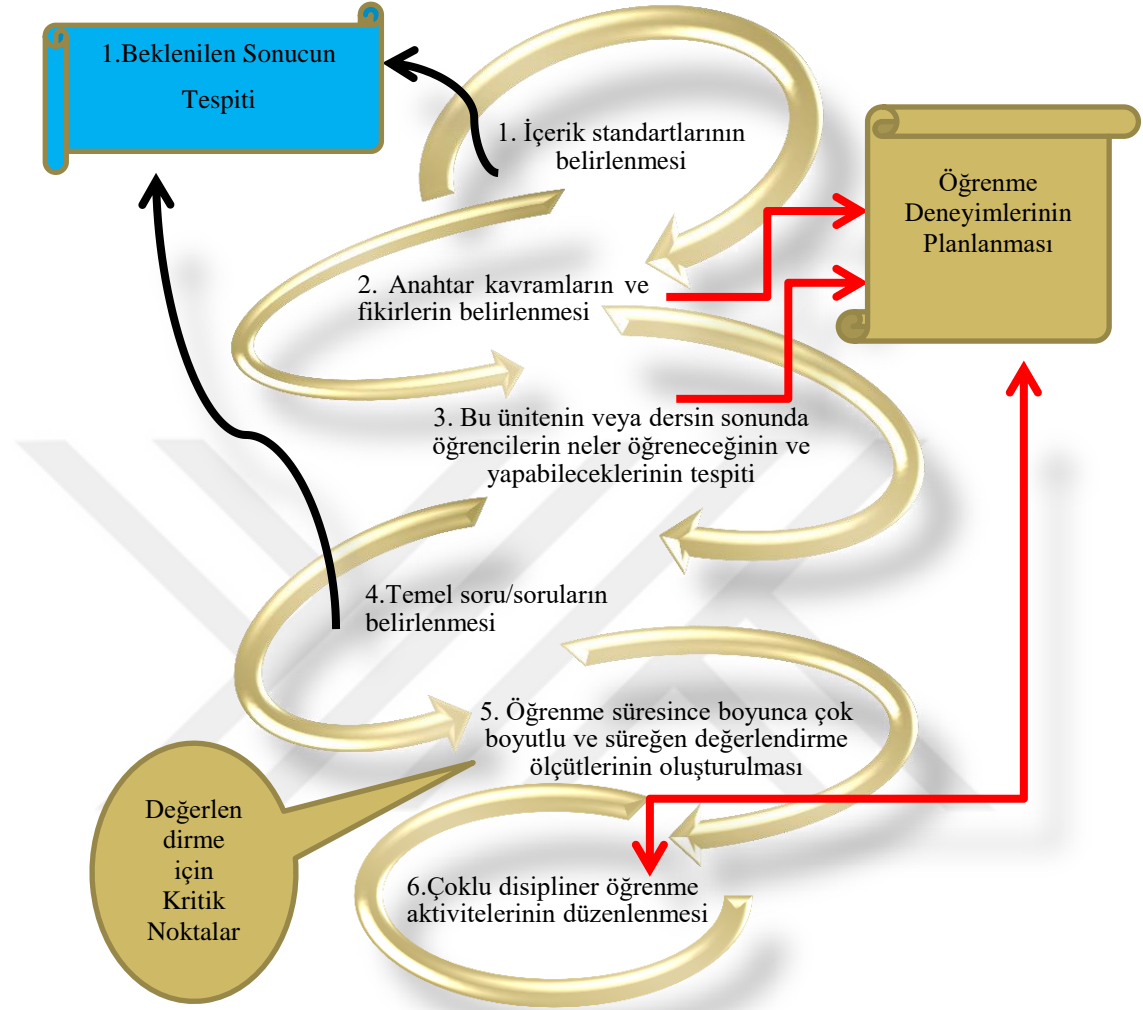 1.Beklenilen Sonucun
Tespiti
1. İçerik standartlarının
belirlenmesi
Öğrenme
Deneyimlerinin
Planlanması
2. Anahtar kavramların ve
fikirlerin belirlenmesi
3. Bu ünitenin veya dersin sonunda
öğrencilerin neler öğreneceğinin ve
yapabileceklerinin tespiti
4.Temel soru/soruların
belirlenmesi
5. Öğrenme süresince boyunca çok
boyutlu ve süreğen değerlendirme
ölçütlerinin oluşturulması
Değerlen
dirme
için
Kritik
Noktalar
6.Çoklu disipliner öğrenme
aktivitelerinin düzenlenmesi